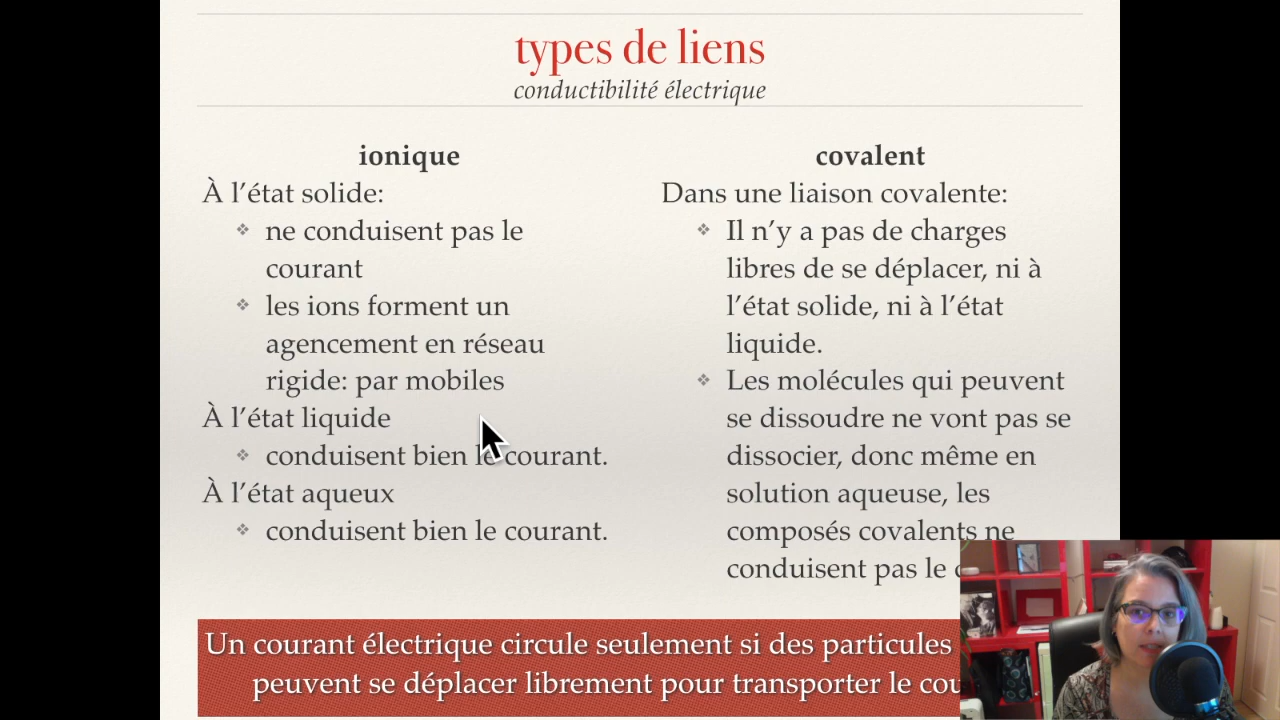 types de liens
conductibilité électrique
ionique
À l'état solide:
ne conduisent pas le
courant
les ions forment un
agencement en réseau
rigide: par mobiles
À l'état liquide
conduisent bien le courant.
À l'état aqueux
conduisent bien le courant.
covalent
Dans une liaison covalente:
Il n'y a pas de charges
libres de se déplacer, ni à
l'état solide, ni à l'état
liquide.
Les molécules qui peuvent
se dissoudre ne vont pas se
dissocier, donc même en
solution aqueuse, les
composés covalents ne
conduisent pas le
Un courant électrique circule seulement si des particules
peuvent se déplacer librement pour transporter le